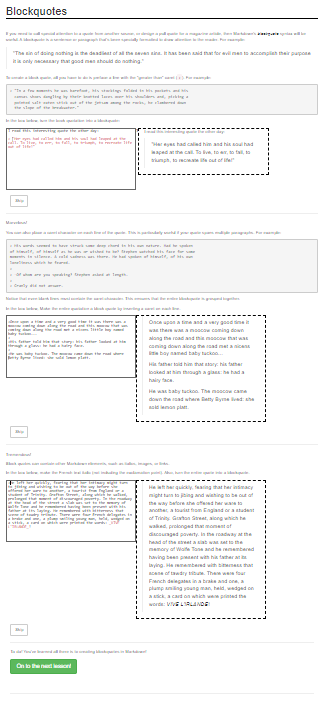 Blockquotes
If you need to call special attention to a quote from another source, or design a pull quote for a magazine article, then Markdown's blockquote syntax will be
useful. A blockquote is a sentence or paragraph that's been specially formatted to draw attention to the reader. For example:
"The sin of doing nothing is the deadliest of all the seven sins. It has been said that for evil men to accomplish their purpose
it is only necessary that good men should do nothing."
To create a block quote, all you have to do is preface a line with the "greater than" caret (>). For example:
> "In a few moments he was barefoot, his stockings folded in his pockets and his
canvas shoes dangling by their knotted laces over his shoulders and, picking a
pointed salt-eaten stick out of the jetsam among the rocks, he clambered down
the slope of the breakwater."
In the box below, turn the book quotation into a blockquote:
I read this interesting quote the other day:
>"Her eyes had called him and his soul had leaped at the
call. To live, to err, to fall, to triumph, to recreate life
out of life!"
I read this interesting quote the other day:
"Her eyes had called him and his soul had
leaped at the call. To live, to err, to fall, to
triumph, to recreate life out of life!"
Skip
Marvelous!
You can also place a caret character on each line of the quote. This is particularly useful if your quote spans multiple paragraphs. For example:
> His words seemed to have struck some deep chord in his own nature. Had he spoken
of himself, of himself as he was or wished to be? Stephen watched his face for some
moments in silence. A cold sadness was there. He had spoken of himself, of his own
loneliness which he feared.
>
> -Of whom are you speaking? Stephen asked at length.
>
> Cranly did not answer.
Notice that even blank lines must contain the caret character. This ensures that the entire blockquote is grouped together.
In the box below, make the entire quotation a block quote by inserting a caret on each line.
>Once upon a time and a very good time it was there was a
moocow coming down along the road and this moocow that was
coming down along the road met a nicens little boy named
baby tuckoo...
>
>His father told him that story: his father looked at him
through a glass: he had a hairy face.
>
>He was baby tuckoo. The moocow came down the road where
Betty Byrne lived: she sold lemon platt.
Once upon a time and a very good time it
was there was a moocow coming down
along the road and this moocow that was
coming down along the road met a nicens
little boy named baby tuckoo...
His father told him that story: his father
looked at him through a glass: he had a
hairy face.
He was baby tuckoo. The moocow came
down the road where Betty Byrne lived: she
sold lemon platt.
Skip
Tremendous!
Block quotes can contain other Markdown elements, such as italics, images, or links.
>He left her quickly, fearing that her intimacy might turn
to jibing and wishing to be out of the way before she
offered her ware to another, a tourist from England or a
student of Trinity. Grafton Street, along which he walked,
prolonged that moment of discouraged poverty. In the roadway
at the head of the street a slab was set to the memory of
Wolfe Tone and he remembered having been present with his
father at its laying. He remembered with bitterness that
scene of tawdry tribute. There were four French delegates in
a brake and one, a plump smiling young man, held, wedged on
a stick, a card on which were printed the words:
He left her quickly, fearing that her intimacy
might turn to jibing and wishing to be out of
the way before she offered her ware to
another, a tourist from England or a student
of Trinity. Grafton Street, along which he
walked, prolonged that moment of
discouraged poverty. In the roadway at the
head of the street a slab was set to the
memory of Wolfe Tone and he remembered
having been present with his father at its
laying. He remembered with bitterness that
scene of tawdry tribute. There were four
French delegates in a brake and one, a
plump smiling young man, held, wedged on
a stick, a card on which were printed the
words: VIVE L'IRLANDE!
Skip
Ta da! You've learned all there is to creating blockquotes in Markdown!
On to the next lesson!